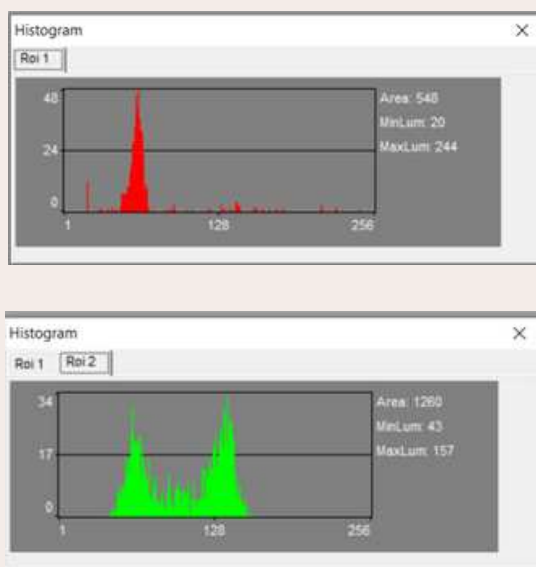 Histogram
Roi 1
48
24
0
1 128 256
Area: 548
MinLum: 20
MaxLum: 244
Histogram
Roi 1 Roi 2
34
17
0
1 128 256
Area: 1260
MinLum: 43
MaxLum: 157